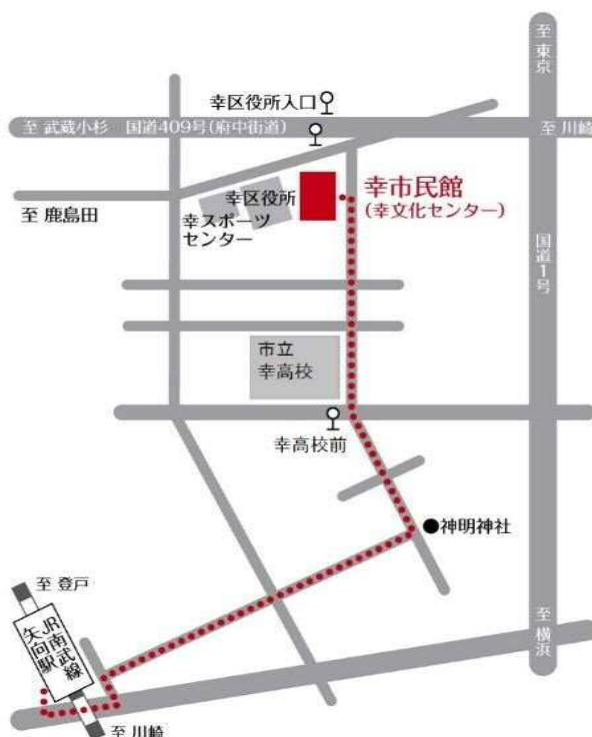 至 東京
幸区役所入口
至 武蔵小杉 国道409号(府中街道)
至 川崎
至 鹿島田
幸区役所
幸スポーツ
センター
幸市民館
(幸文化センター)
国道1号
市立
幸高校
幸高校前
神明神社
至 登戸
JR南武線
矢向駅
至 横浜
至 川崎